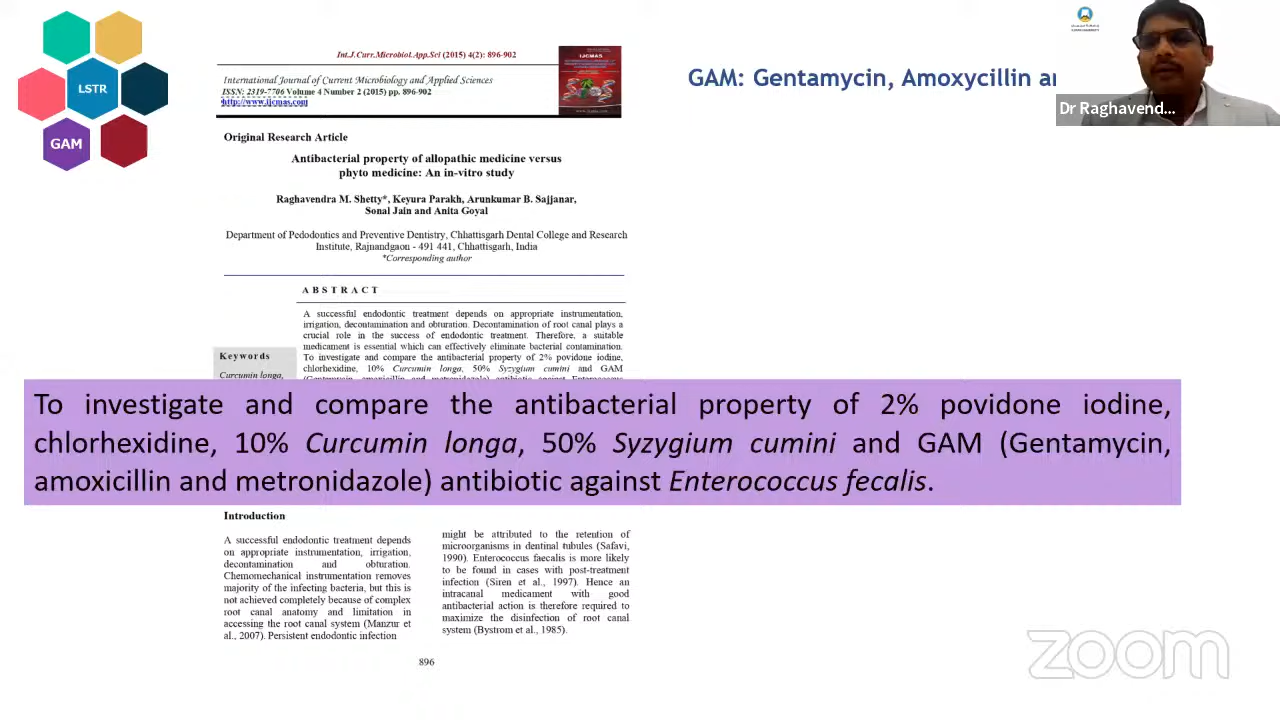 LSTR
GAM
Int.J.Curr.Microbiol.App.Sci (2015) 4(2): 896-902
International Journal of Current Microbiology and Applied Sciences
ISSN: 2319-7706 Volume 4 Number 2 (2015) pp. 896-902
http://www.ijcmas.com
IJCMAS
GAM: Gentamycin, Amoxycillin ar
Dr Raghavend...
Original Research Article
Antibacterial property of allopathic medicine versus
phyto medicine: An in-vitro study
Raghavendra M. Shetty*, Keyura Parakh, Arunkumar B. Sajjanar,
Sonal Jain and Anita Goyal
Department of Pedodontics and Preventive Dentistry, Chhattisgarh Dental College and Research
Institute, Rajnandgaon - 491 441, Chhattisgarh, India
*Corresponding author
ABSTRACT
A successful endodontic treatment depends on appropriate instrumentation,
irrigation, decontamination and obturation. Decontamination of root canal plays a
crucial role in the success of endodontic treatment. Therefore, a suitable
medicament is essential which can effectively eliminate bacterial contamination.
To investigate and compare the antibacterial property of 2% povidone iodine,
chlorhexidine, 10% Curcumin longa, 50% Syzygium cumini and GAM
Keywords
Curcumin longa,
To investigate and compare the antibacterial property of 2% povidone iodine,
chlorhexidine, 10% Curcumin longa, 50% Syzygium cumini and GAM (Gentamycin,
amoxicillin and metronidazole) antibiotic against Enterococcus fecalis.
Introduction
A successful endodontic treatment depends
on appropriate instrumentation, irrigation,
decontamination and obturation.
Chemomechanical instrumentation removes
majority of the infecting bacteria, but this is
not achieved completely because of complex
root canal anatomy and limitation in
accessing the root canal system (Manzur et
al., 2007). Persistent endodontic infection
might be attributed to the retention of
microorganisms in dentinal tubules (Safavi,
1990). Enterococcus faecalis is more likely
to be found in cases with post-treatment
infection (Siren et al., 1997). Hence an
intracanal medicament with good
antibacterial action is therefore required to
maximize the disinfection of root canal
system (Bystrom et al., 1985).
896
zoom